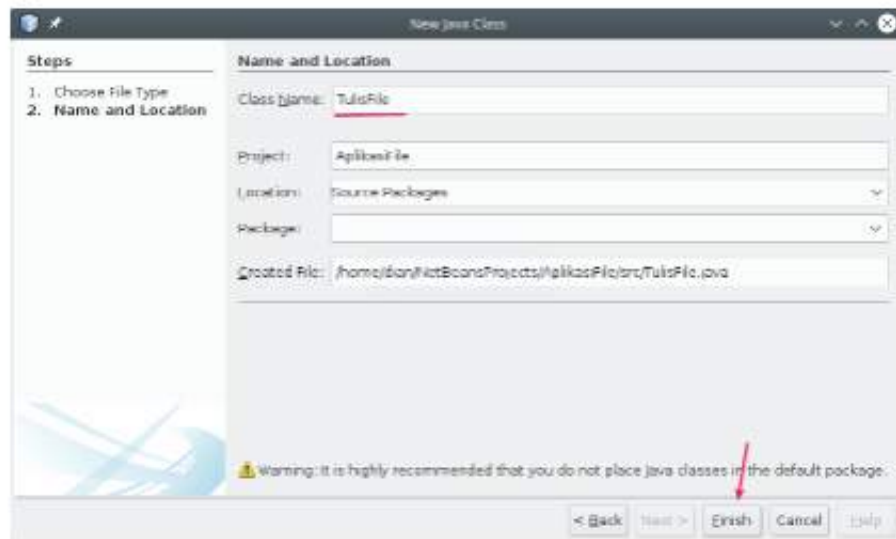 New Java Class
Steps
1. Choose File Type
2. Name and Location
Name and Location
Class Name: TulisFile
Project: AplikasiFile
Location: Source Packages
Package:
Created File: /home/dian/NetBeansProjects/AplikasiFile/src/TulisFile.java
Warning: It is highly recommended that you do not place Java classes in the default package.
< Back Next > Finish Cancel Help